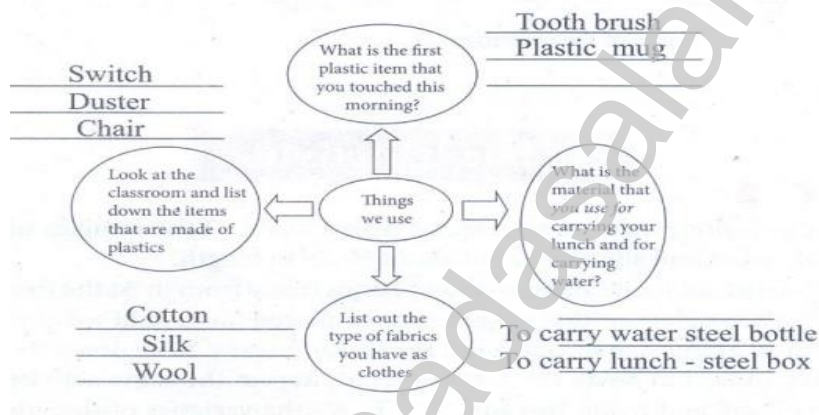 Tooth brush
Plastic mug
What is the first
plastic item that
you touched this
morning?
Switch
Duster
Chair
Look at the
classroom and list
down the items
that are made of
plastics
Things
we use
What is the
material that
you use for
carrying your
lunch and for
carrying
water?
Cotton
Silk
Wool
List out the
type of fabrics
you have as
clothes
To carry water steel bottle
To carry lunch - steel box